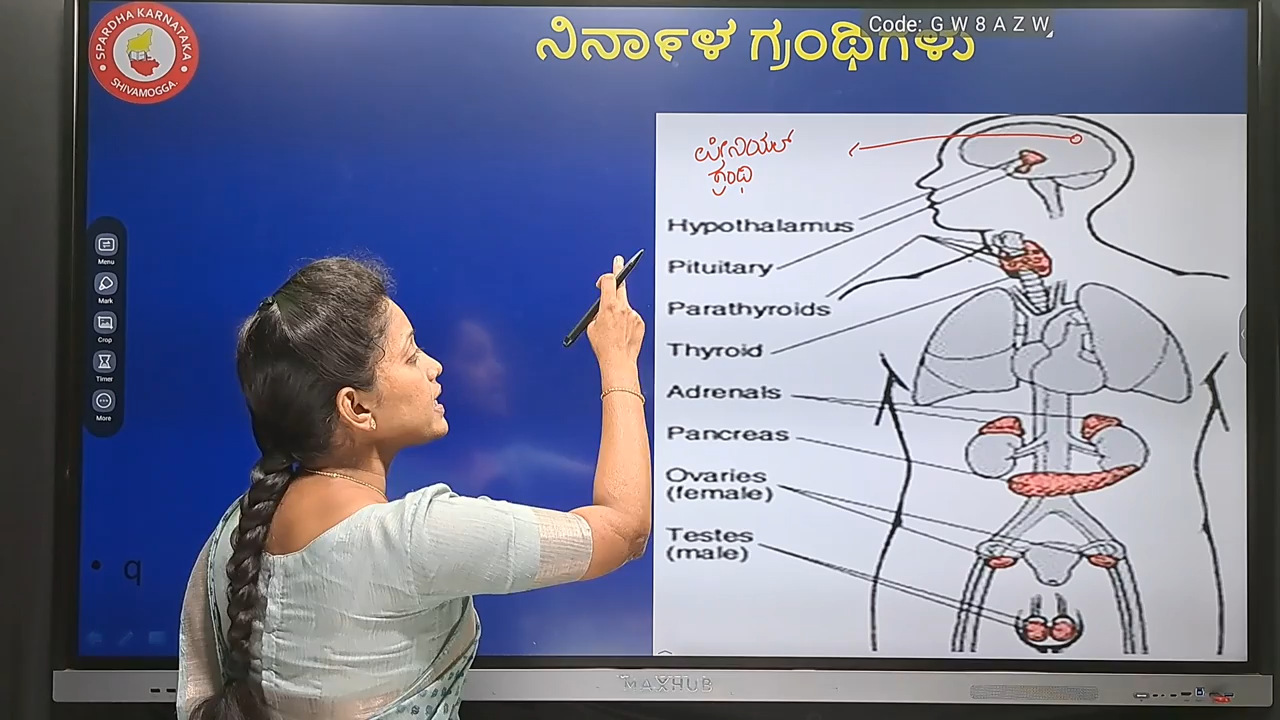 SPARDHA KARNATAKA
SHIVAMOGGA.
ನಿರ್ನಾಳ ಗ್ರಂಥಿಗಳು
Code: G W 8 A Z W
ಪೀನಿಯಲ್
ಗ್ರಂಥಿ
Hypothalamus
Pituitary
Parathyroids
Thyroid
Adrenals
Pancreas
Ovaries
(female)
Testes
(male)
Menu
Mark
Crop
Timer
More
• q
MAXHUB